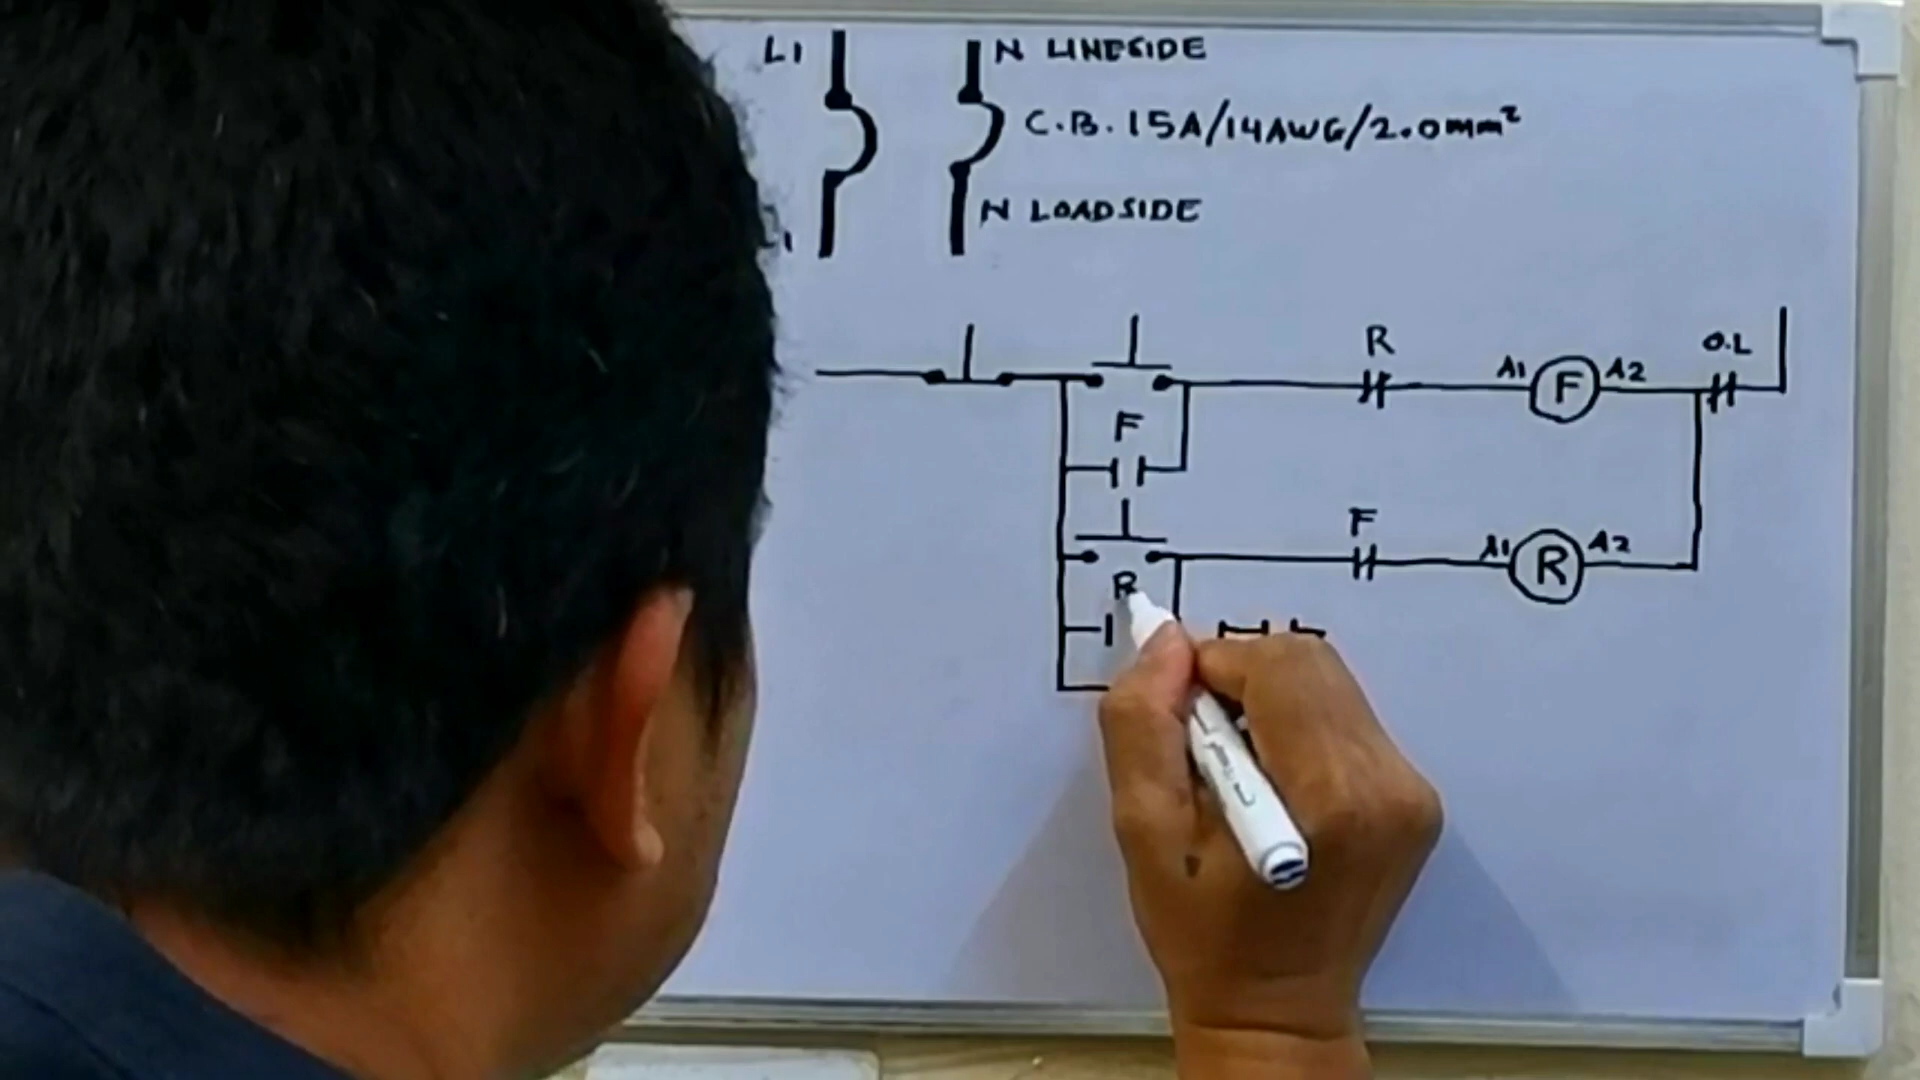 L1
N LINESIDE
C.B. 15A/14AWG/2.0mm²
N LOADSIDE
R
O.L
A1 F A2
F
F
A1 R A2
R